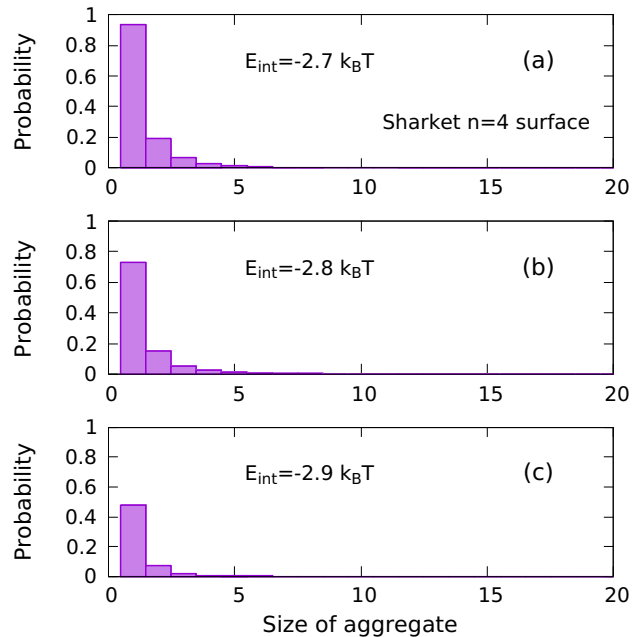 1
0.8
0.6
0.4
0.2
0
Probability
E_int=-2.7 k_BT
(a)
Sharket n=4 surface
0 5 10 15 20
1
0.8
0.6
0.4
0.2
0
Probability
E_int=-2.8 k_BT
(b)
0 5 10 15 20
1
0.8
0.6
0.4
0.2
0
Probability
E_int=-2.9 k_BT
(c)
0 5 10 15 20
Size of aggregate